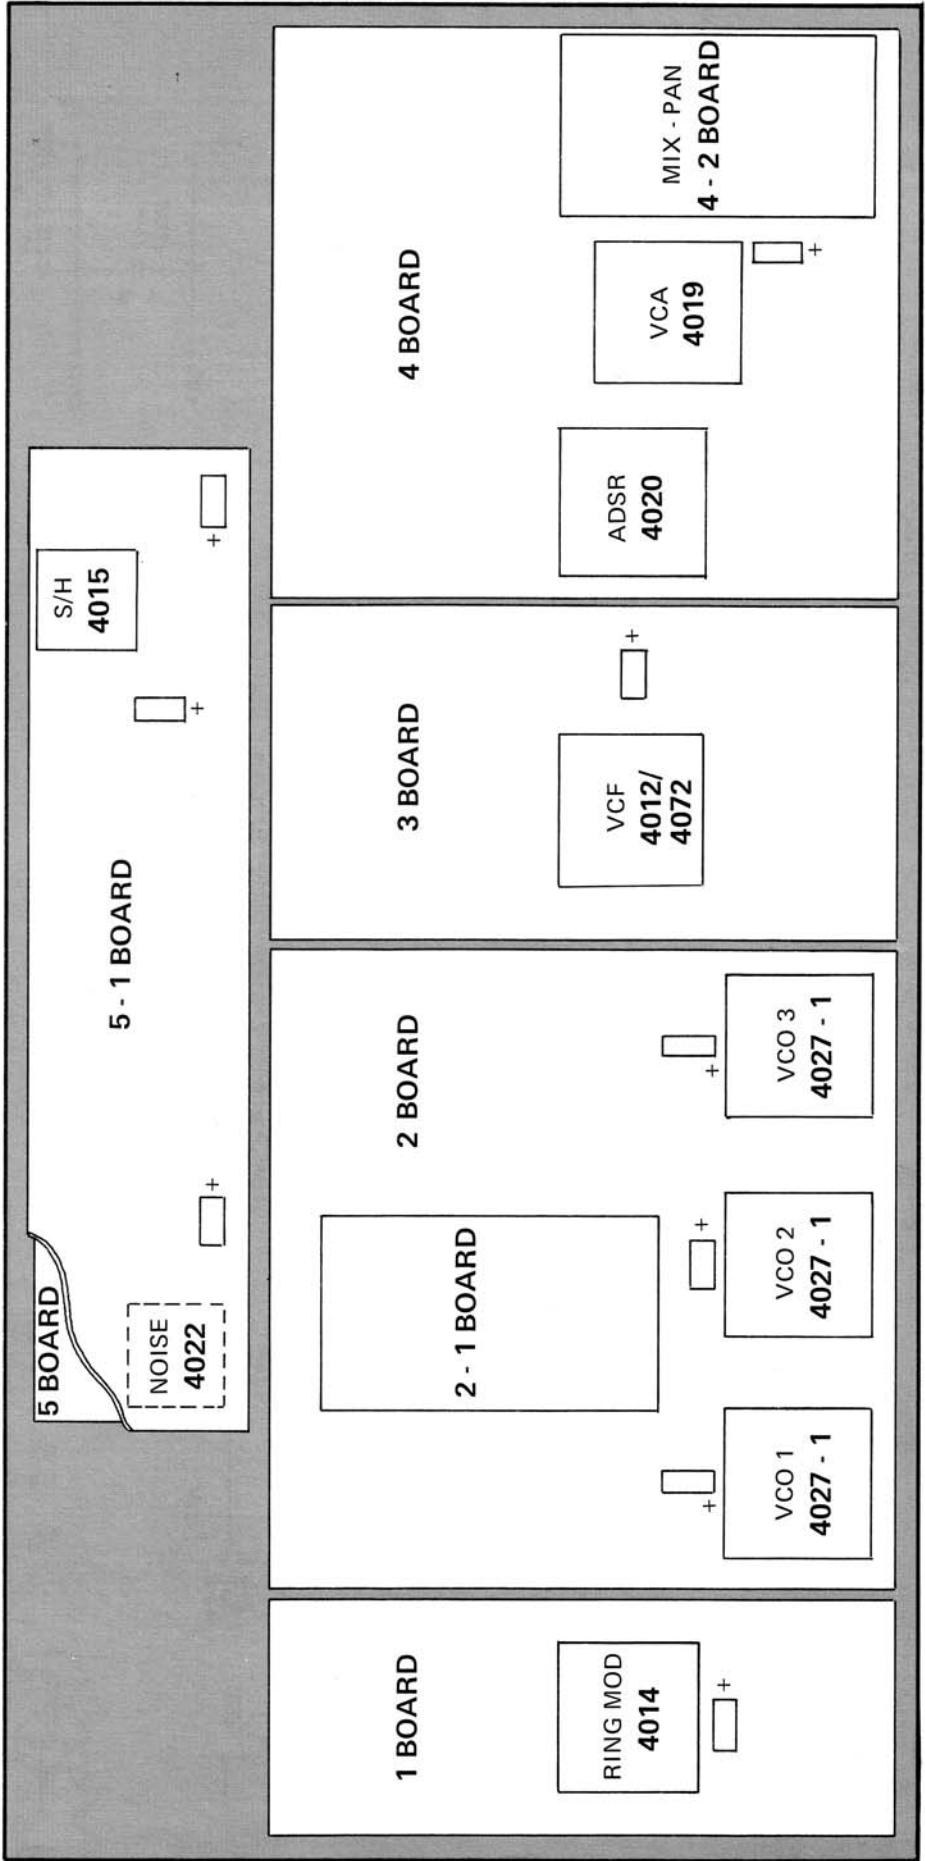 5 BOARD
NOISE
4022
+
5 - 1 BOARD
+
S/H
4015
+
1 BOARD
RING MOD
4014
+
2 BOARD
2 - 1 BOARD
+
VCO 1
4027 - 1
+
VCO 2
4027 - 1
+
VCO 3
4027 - 1
3 BOARD
VCF
4012/
4072
+
4 BOARD
ADSR
4020
VCA
4019
+
MIX - PAN
4 - 2 BOARD